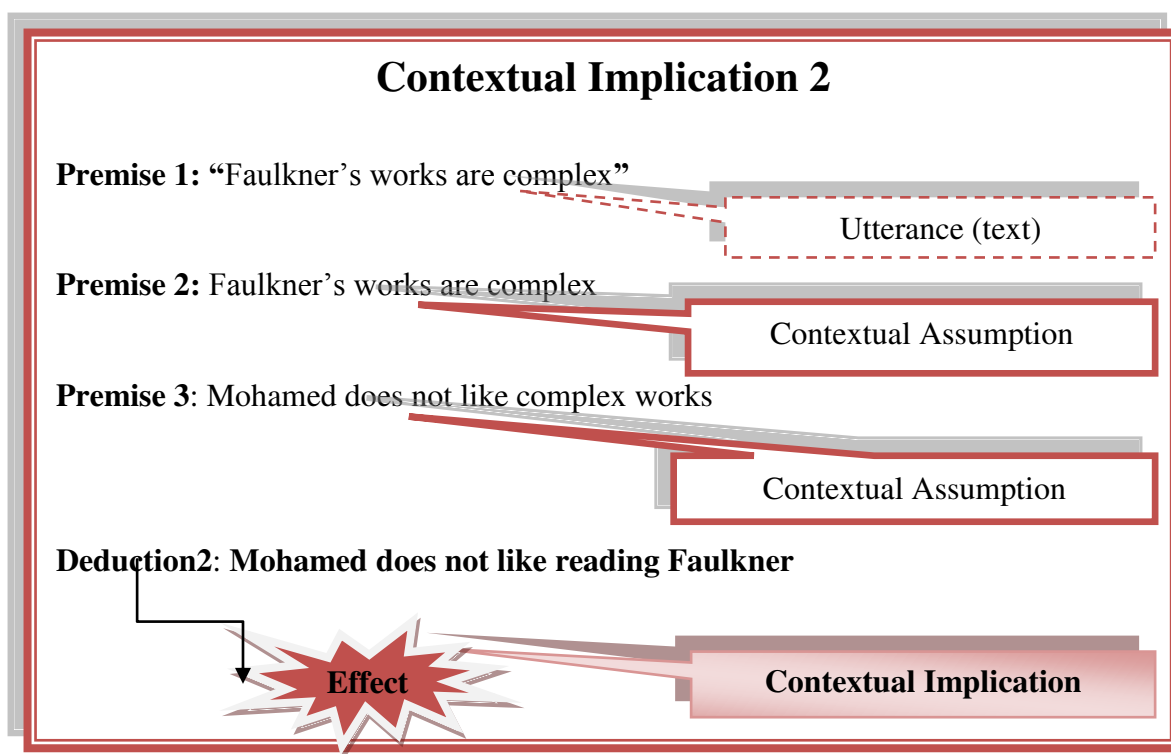 Contextual Implication 2
Premise 1: “Faulkner’s works are complex”
Utterance (text)
Premise 2: Faulkner’s works are complex
Contextual Assumption
Premise 3: Mohamed does not like complex works
Contextual Assumption
Deduction2: Mohamed does not like reading Faulkner
Effect
Contextual Implication